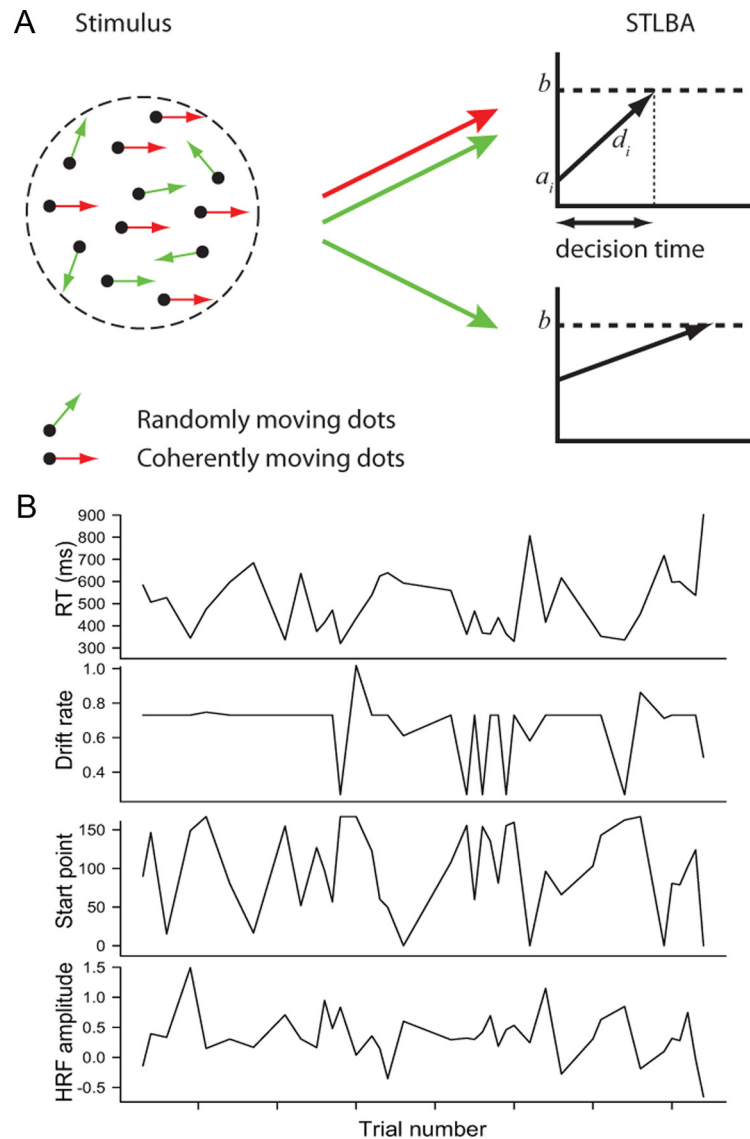 A
Stimulus
STLBA
b
d_i
a_i
decision time
b
Randomly moving dots
Coherently moving dots
B
RT (ms)
900
800
700
600
500
400
300
Drift rate
1.0
0.8
0.6
0.4
Start point
150
100
50
0
HRF amplitude
1.5
1.0
0.5
0.0
-0.5
Trial number